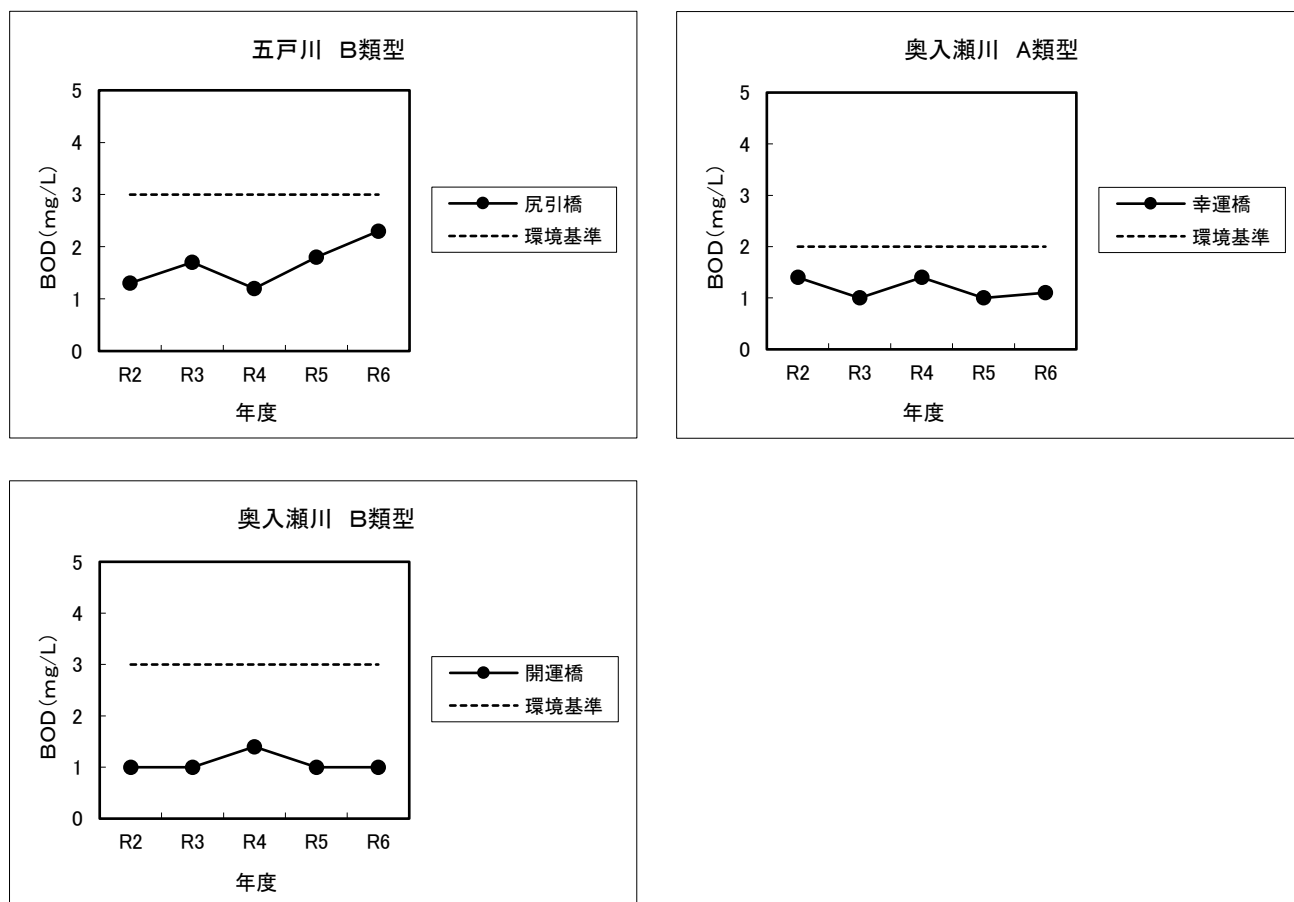 五戸川　B類型
5
4
3
2
1
0
BOD(mg/L)
R2 R3 R4 R5 R6
年度
尻引橋
環境基準
奥入瀬川　A類型
5
4
3
2
1
0
BOD(mg/L)
R2 R3 R4 R5 R6
年度
幸運橋
環境基準
奥入瀬川　B類型
5
4
3
2
1
0
BOD(mg/L)
R2 R3 R4 R5 R6
年度
開運橋
環境基準